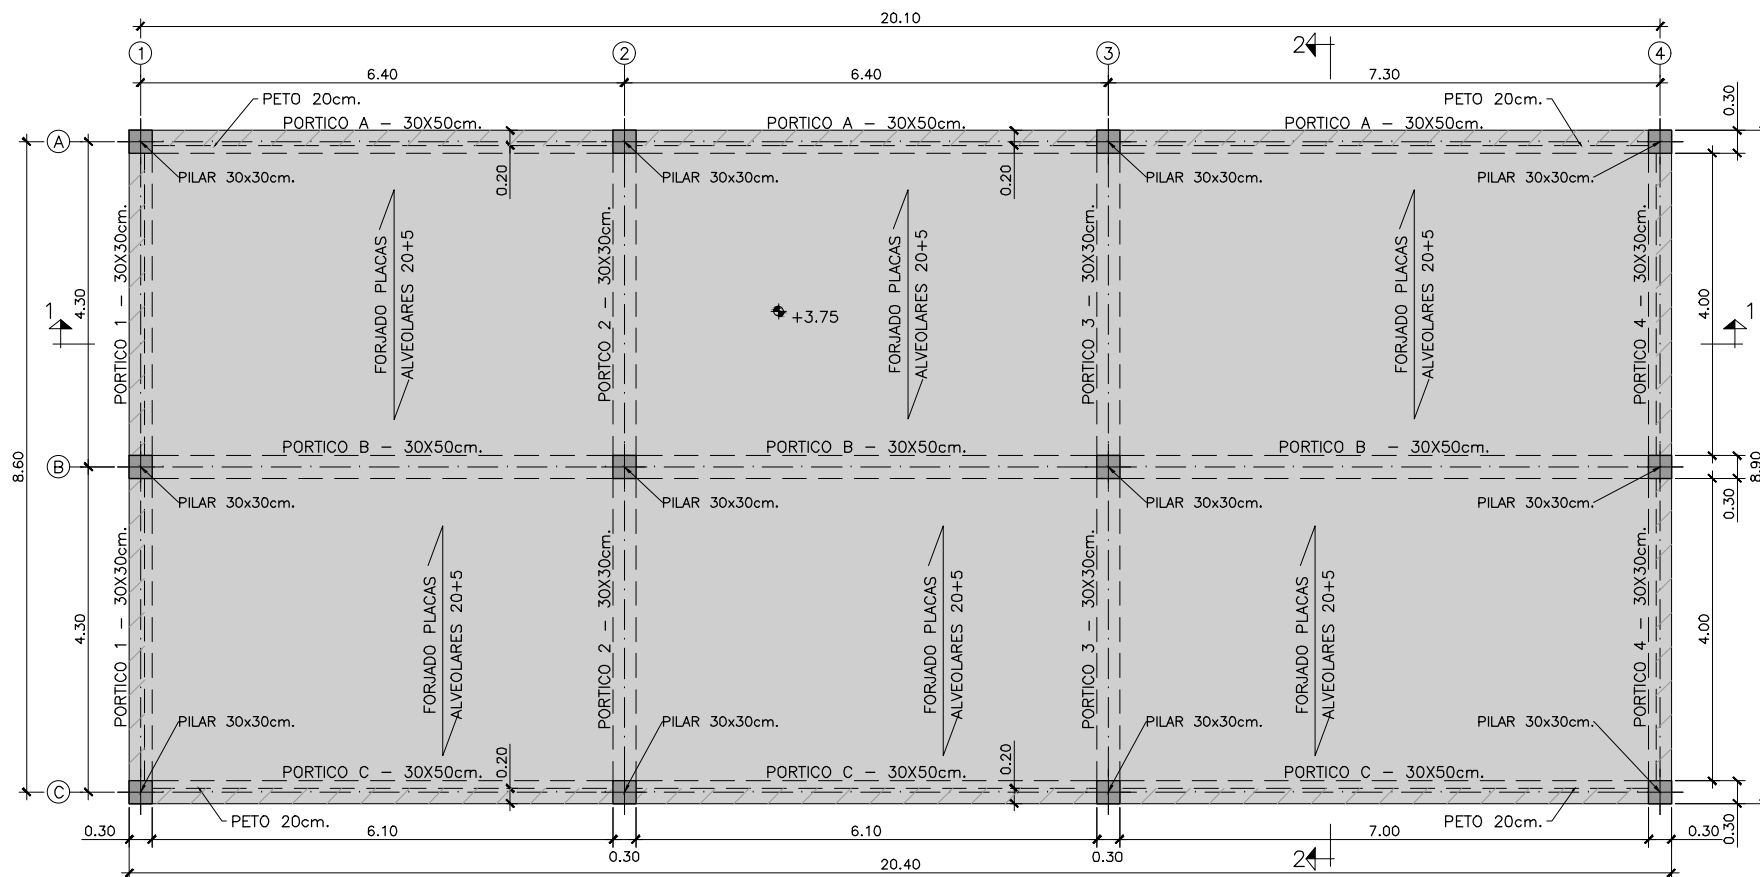 20.10
1
2
3
4
2
6.40
6.40
7.30
PETO 20cm.
PETO 20cm.
0.30
PORTICO A - 30X50cm.
PORTICO A - 30X50cm.
PORTICO A - 30X50cm.
A
PILAR 30x30cm.
PILAR 30x30cm.
PILAR 30x30cm.
PILAR 30x30cm.
0.20
0.20
PORTICO 1 - 30X30cm.
PORTCO 2 - 30X30cm.
PORTICO 3 - 30X30cm.
PORTICO 4 - 30X30cm.
FORJADO PLACAS
ALVEOLARES 20+5
FORJADO PLACAS
ALVEOLARES 20+5
FORJADO PLACAS
ALVEOLARES 20+5
4.30
4.00
1
1
+3.75
PORTICO B - 30X50cm.
PORTICO B - 30X50cm.
PORTICO B - 30X50cm.
B
8.60
8.90
0.30
PILAR 30x30cm.
PILAR 30x30cm.
PILAR 30x30cm.
PILAR 30x30cm.
PORTICO 1 - 30X30cm.
PORTICO 2 - 30X30cm.
PORTICO 3 - 30X30cm.
PORTICO 4 - 30X30cm.
FORJADO PLACAS
ALVEOLARES 20+5
FORJADO PLACAS
ALVEOLARES 20+5
FORJADO PLACAS
ALVEOLARES 20+5
4.30
4.00
PILAR 30x30cm.
PILAR 30x30cm.
PILAR 30x30cm.
PILAR 30x30cm.
0.20
0.20
PORTICO C - 30X50cm.
PORTICO C - 30X50cm.
PORTICO C - 30X50cm.
C
PETO 20cm.
PETO 20cm.
0.30
0.30
6.10
6.10
7.00
0.30
0.30
0.30
2
20.40